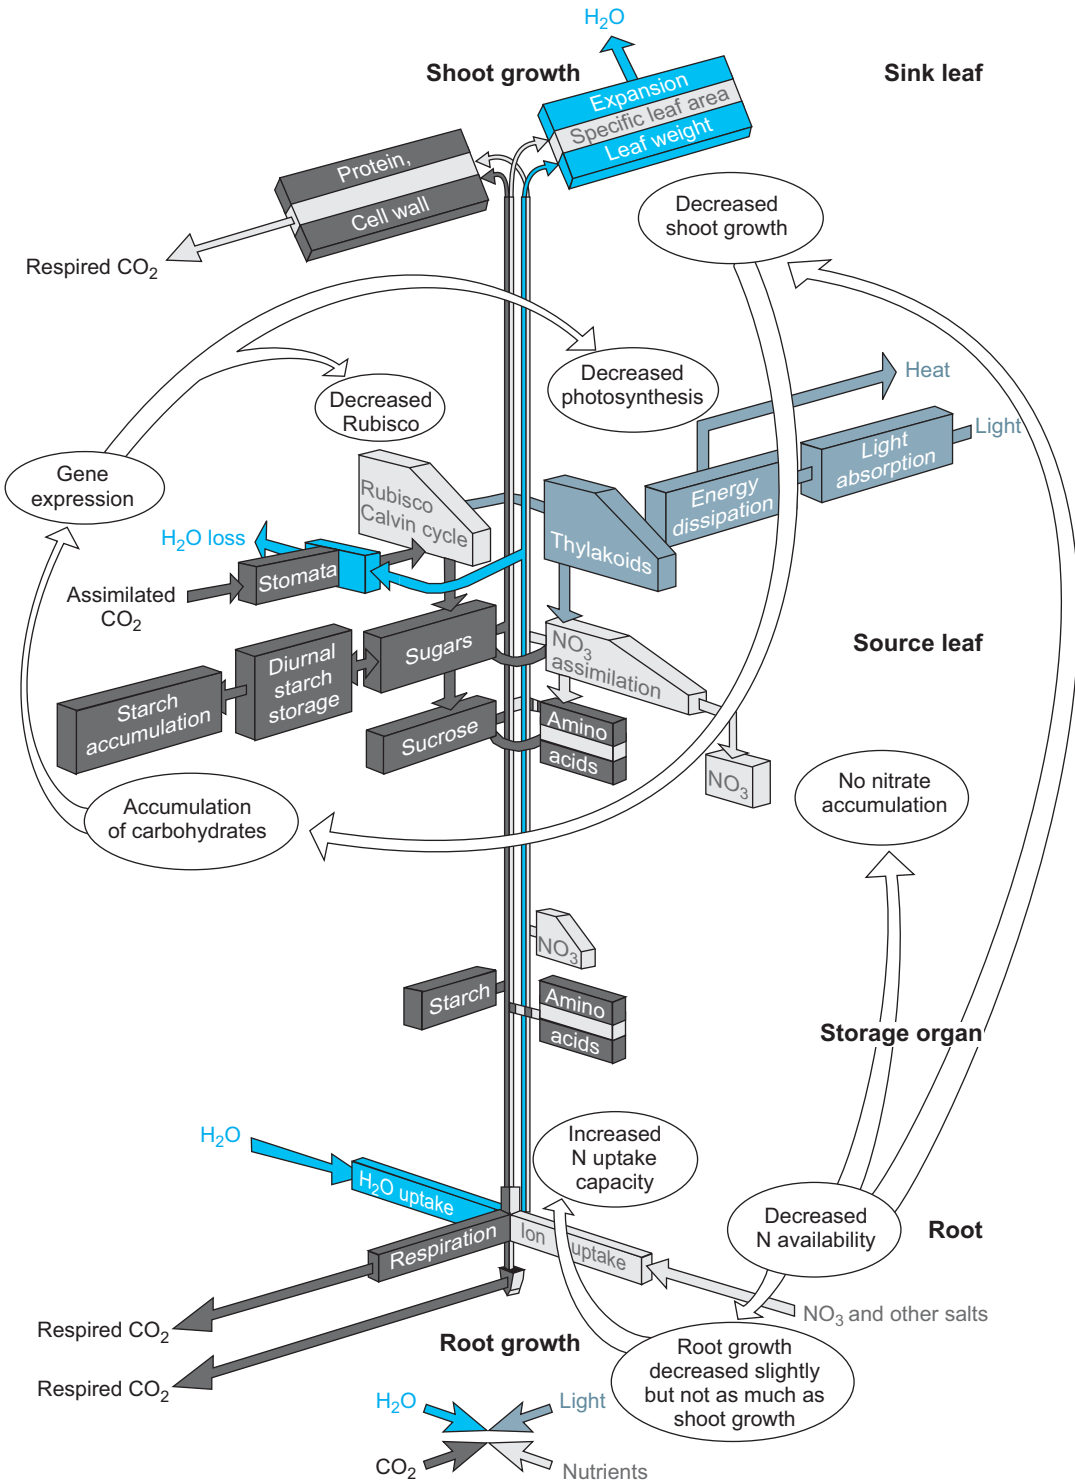 H2O
Shoot growth
Sink leaf
Expansion
Specific leaf area
Leaf weight
Protein,
Cell wall
Respired CO2
Decreased
shoot growth
Decreased
photosynthesis
Decreased
Rubisco
Heat
Light
Light
absorption
Energy
dissipation
Gene
expression
Rubisco
Calvin cycle
Thylakoids
H2O loss
Stomata
Assimilated
CO2
Source leaf
Sugars
NO3
assimilation
Diurnal
starch
storage
Starch
accumulation
Sucrose
Amino
acids
NO3
No nitrate
accumulation
Accumulation
of carbohydrates
NO3
Starch
Amino
acids
Storage organ
H2O
H2O uptake
Increased
N uptake
capacity
Decreased
N availability
Root
Respiration
Ion uptake
NO3 and other salts
Respired CO2
Respired CO2
Root growth
Root growth
decreased slightly
but not as much as
shoot growth
H2O
Light
CO2
Nutrients